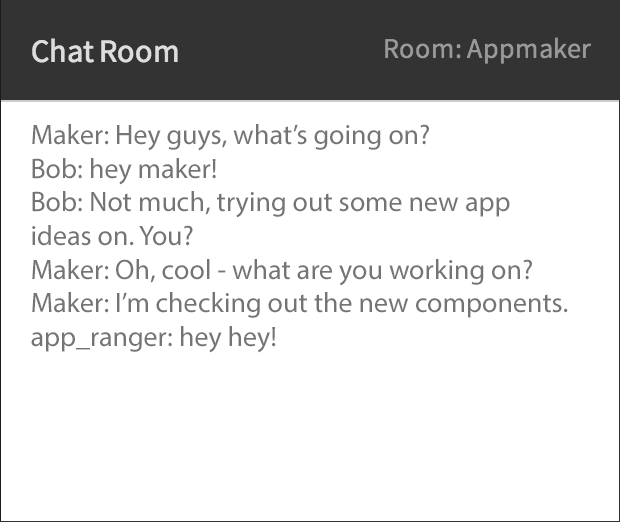 Chat Room
Room: Appmaker
Maker: Hey guys, what’s going on?
Bob: hey maker!
Bob: Not much, trying out some new app
ideas on. You?
Maker: Oh, cool - what are you working on?
Maker: I’m checking out the new components.
app_ranger: hey hey!